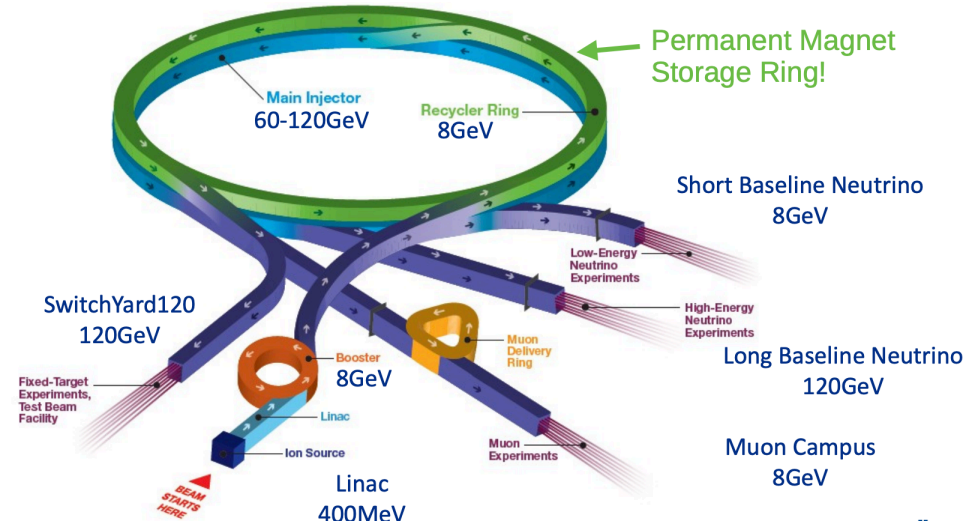 Permanent Magnet
Storage Ring!
Main Injector
60-120GeV
Recycler Ring
8GeV
Short Baseline Neutrino
8GeV
Low-Energy
Neutrino
Experiments
SwitchYard120
120GeV
High-Energy
Neutrino
Experiments
Muon
Delivery
Ring
Long Baseline Neutrino
120GeV
Booster
8GeV
Fixed-Target
Experiments,
Test Beam
Facility
Linac
Ion Source
Muon
Experiments
Muon Campus
8GeV
BEAM
STARTS
HERE
Linac
400MeV